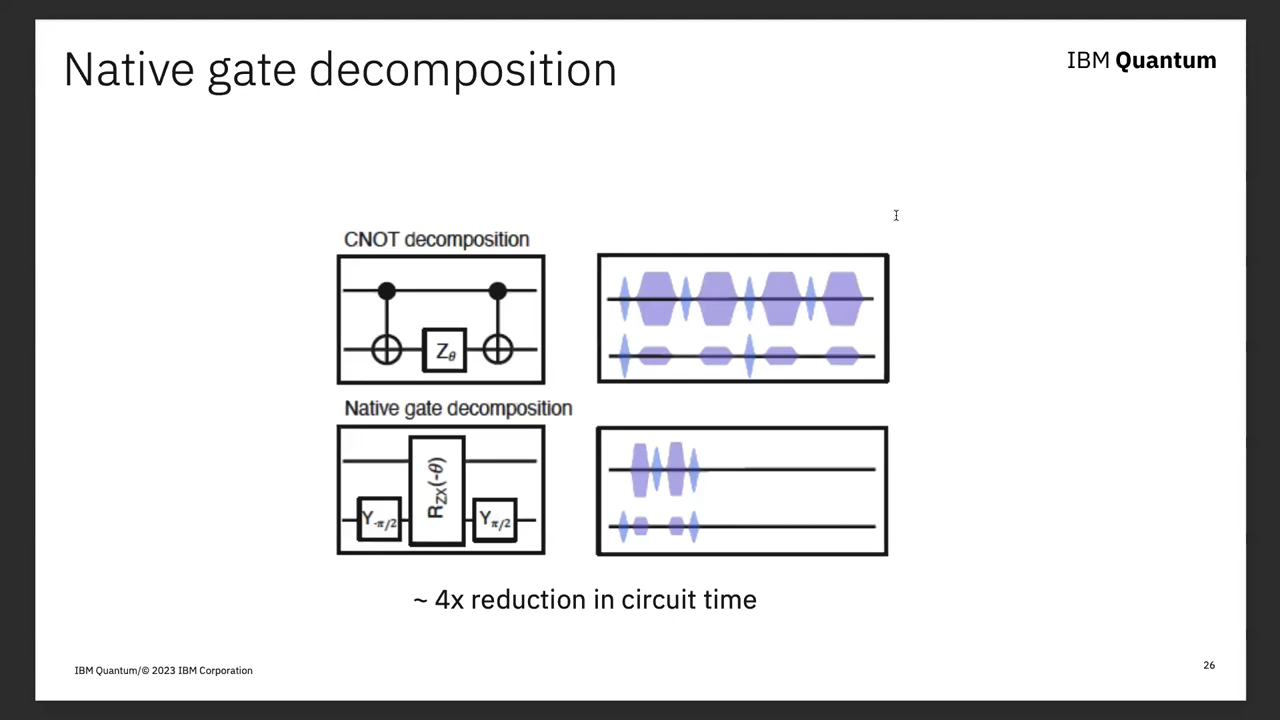 Native gate decomposition
IBM Quantum
CNOT decomposition
Zθ
Native gate decomposition
Y-π/2
RZX(-θ)
Yπ/2
~ 4x reduction in circuit time
IBM Quantum/© 2023 IBM Corporation
26